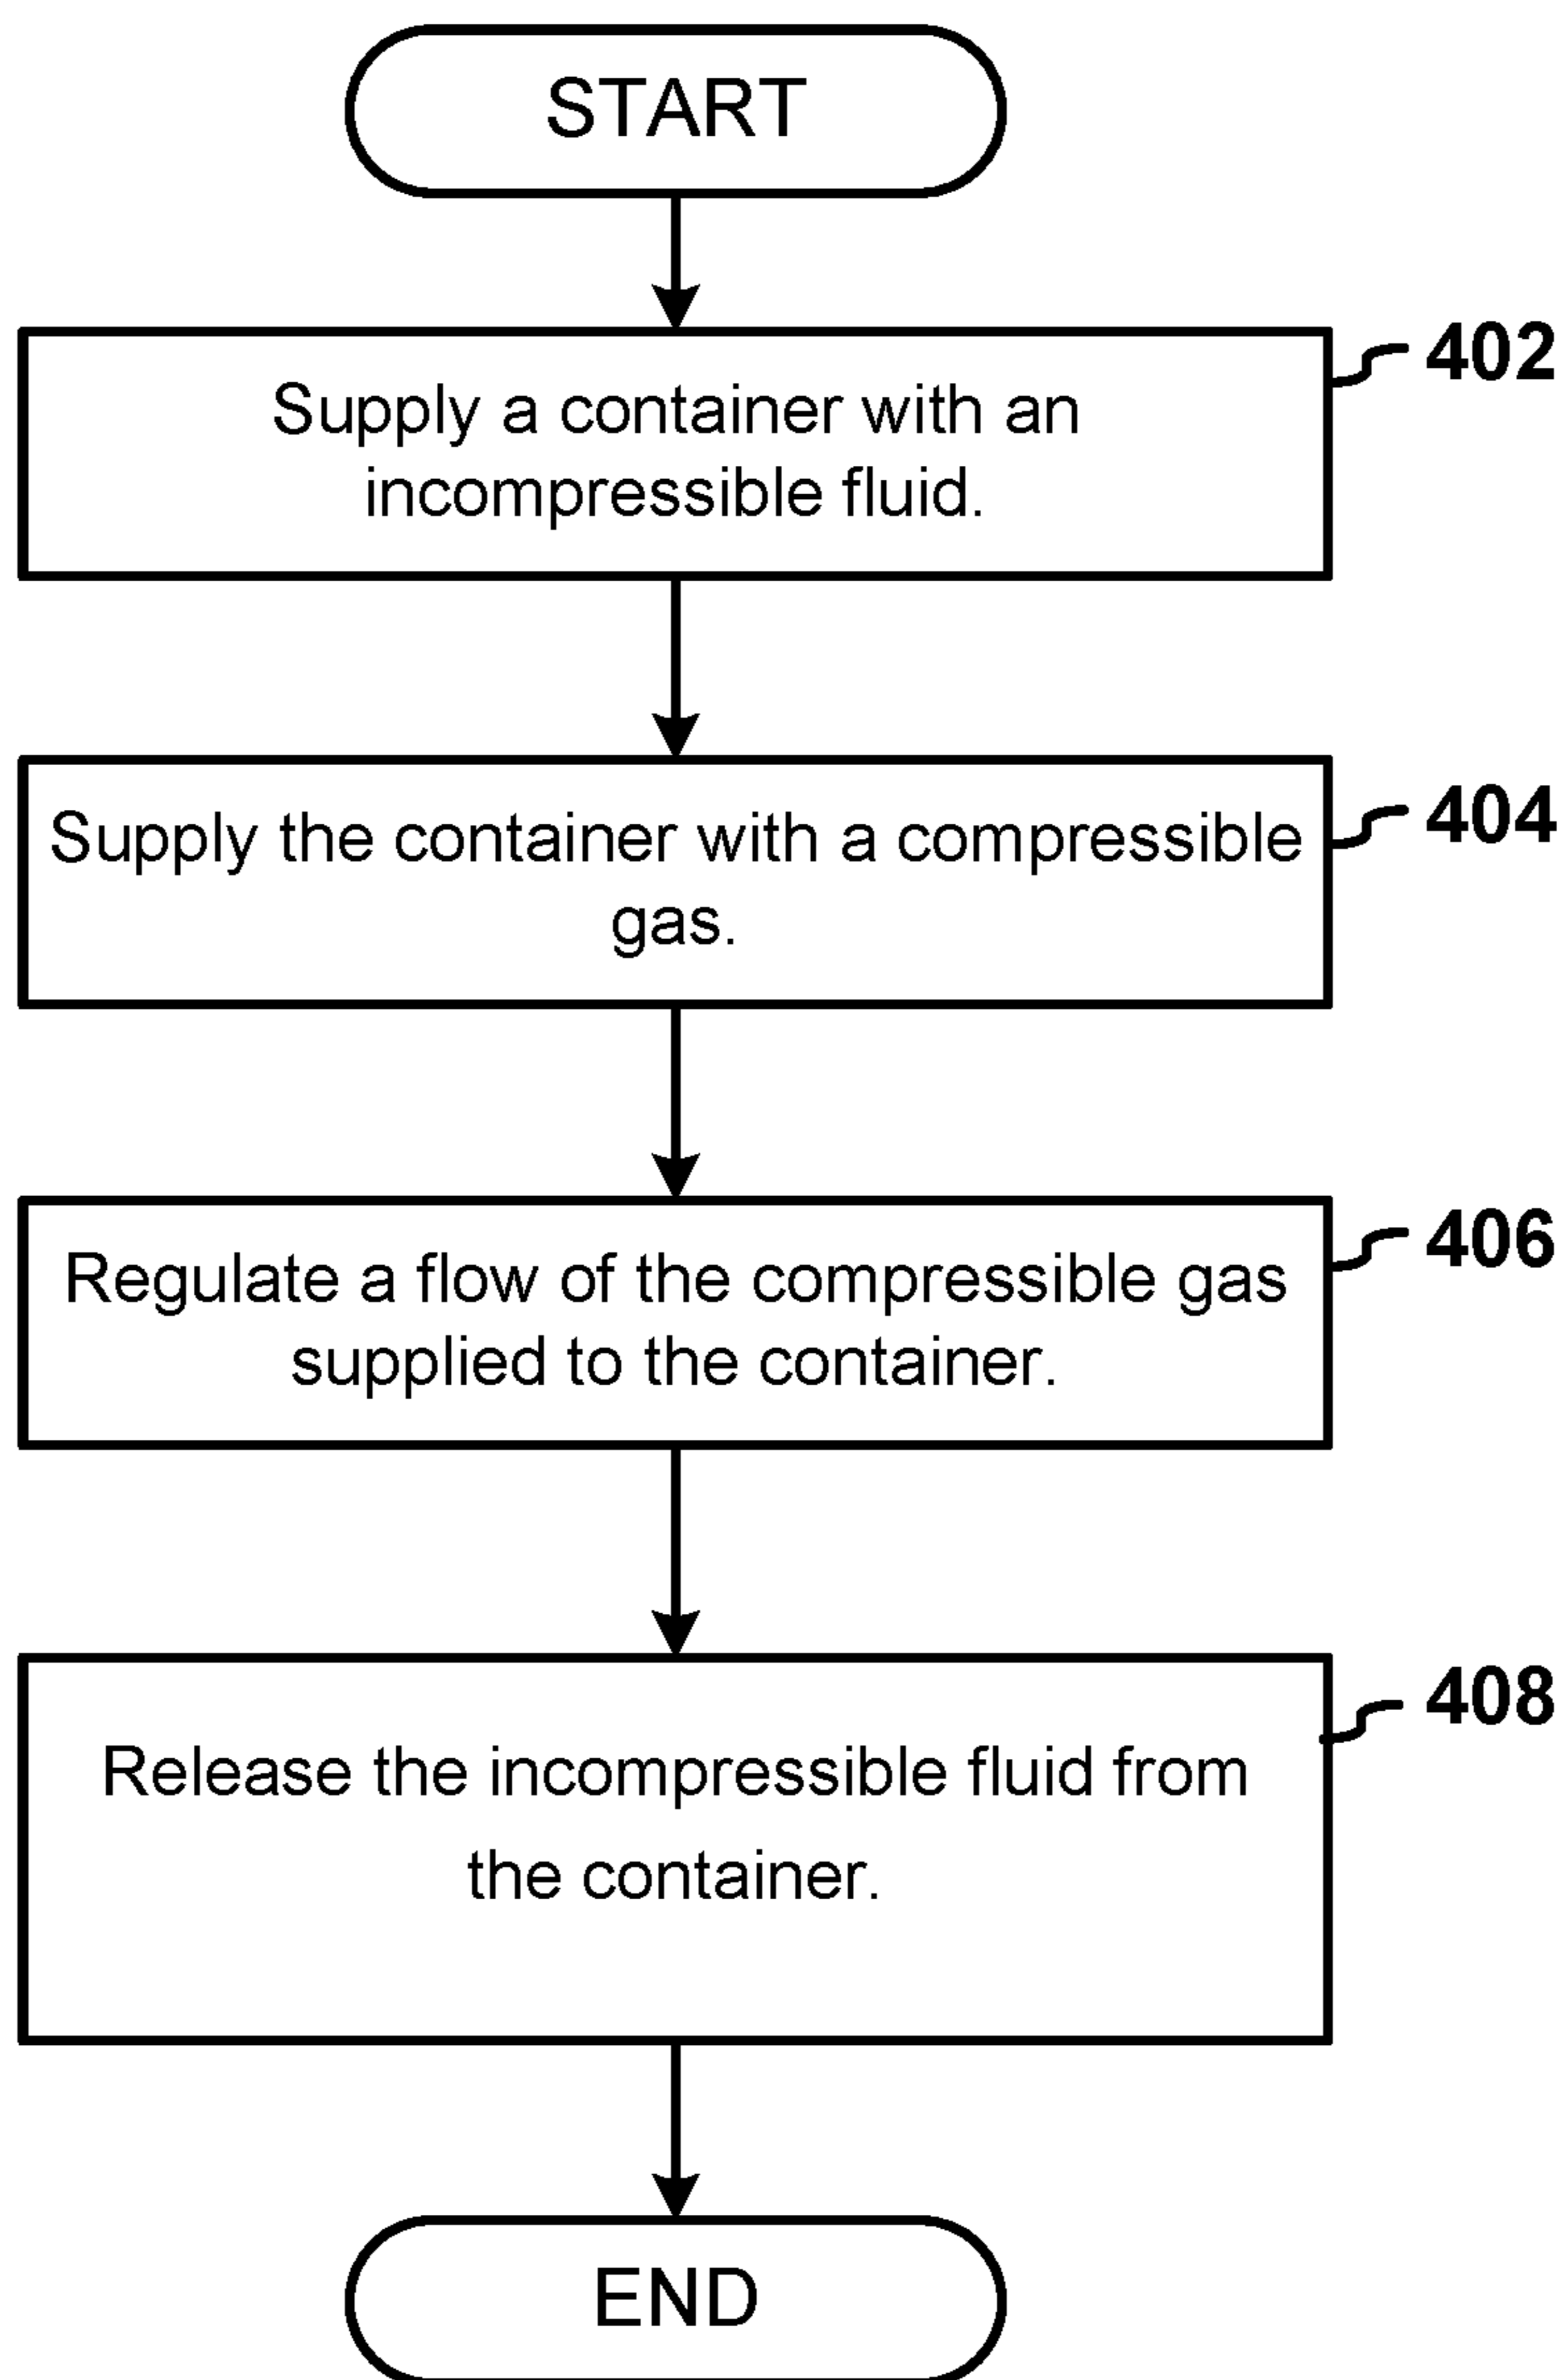 START
402
Supply a container with an
incompressible fluid.
404
Supply the container with a compressible
gas.
406
Regulate a flow of the compressible gas
supplied to the container.
408
Release the incompressible fluid from
the container.
END